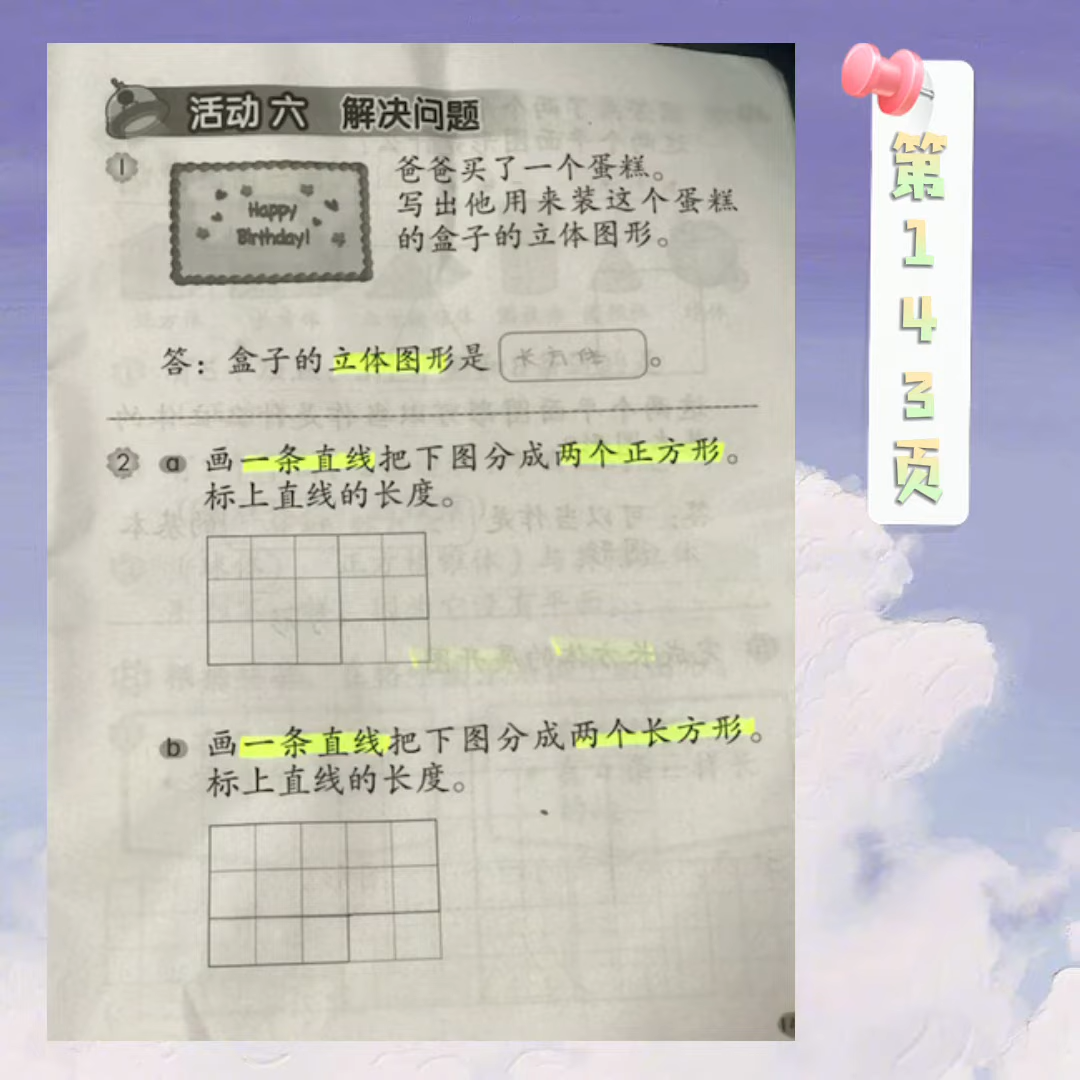 活动六 解决问题
1
Happy
Birthday!
爸爸买了一个蛋糕。
写出他用来装这个蛋糕
的盒子的立体图形。
答：盒子的立体图形是 。
2 a 画一条直线把下图分成两个正方形。
标上直线的长度。
b 画一条直线把下图分成两个长方形。
标上直线的长度。
第143页